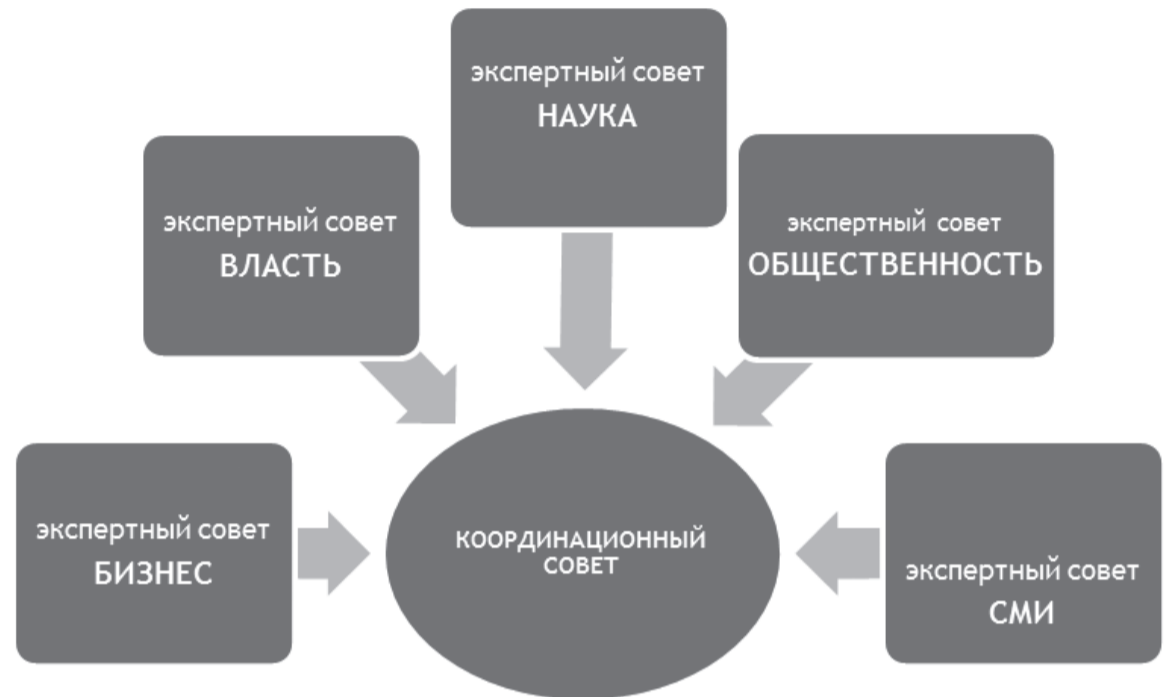 экспертный совет
НАУКА
экспертный совет
ВЛАСТЬ
экспертный совет
ОБЩЕСТВЕННОСТЬ
экспертный совет
БИЗНЕС
КООРДИНАЦИОННЫЙ
СОВЕТ
экспертный совет
СМИ